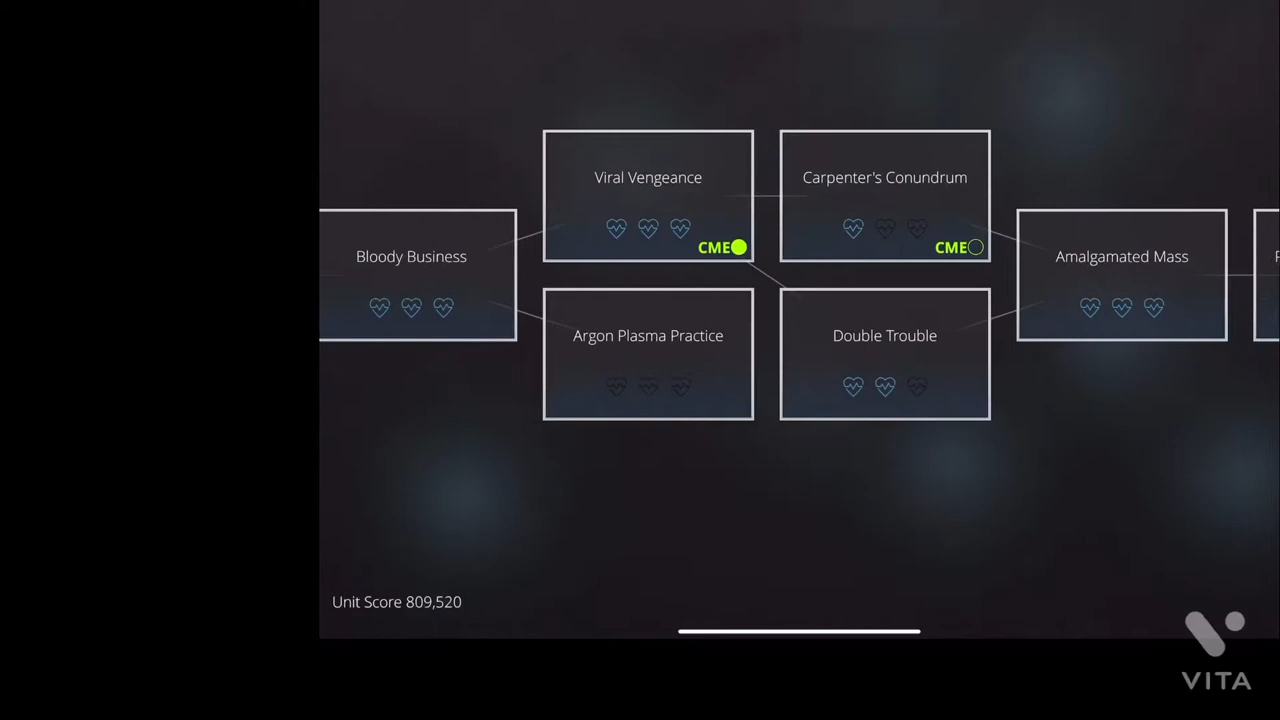 Viral Vengeance
CME
Carpenter's Conundrum
CME
Bloody Business
Amalgamated Mass
Argon Plasma Practice
Double Trouble
Unit Score 809,520
VITA